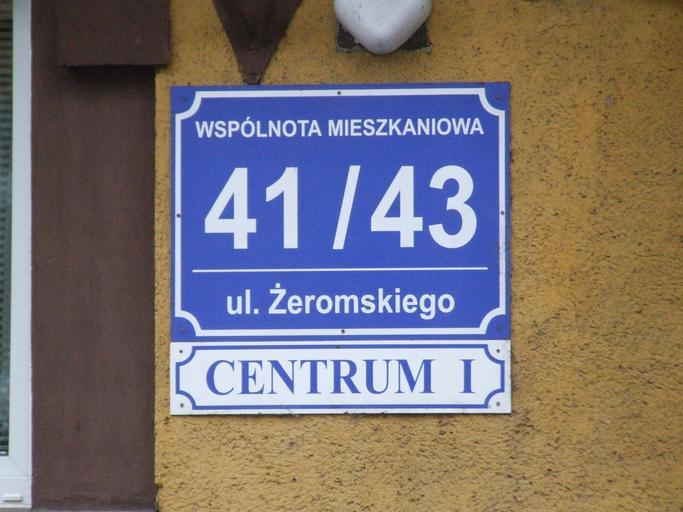 WSPÓLNOTA MIESZKANIOWA
41/43
ul. Żeromskiego
CENTRUM I